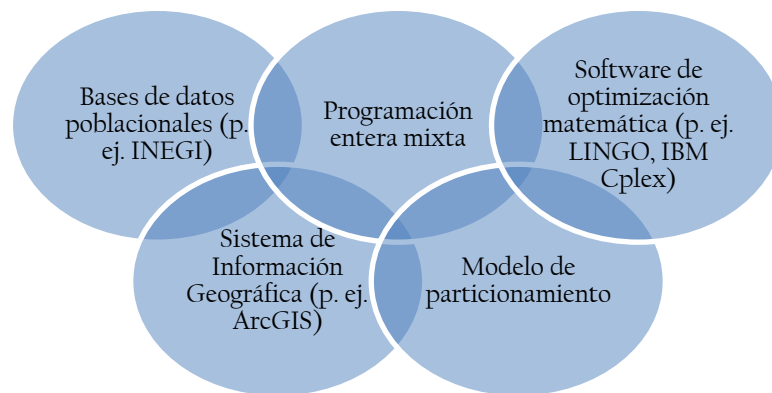 Bases de datos
poblacionales (p.
ej. INEGI)
Programación
entera mixta
Software de
optimización
matemática (p. ej.
LINGO, IBM
Cplex)
Sistema de
Información
Geográfica (p. ej.
ArcGIS)
Modelo de
particionamiento